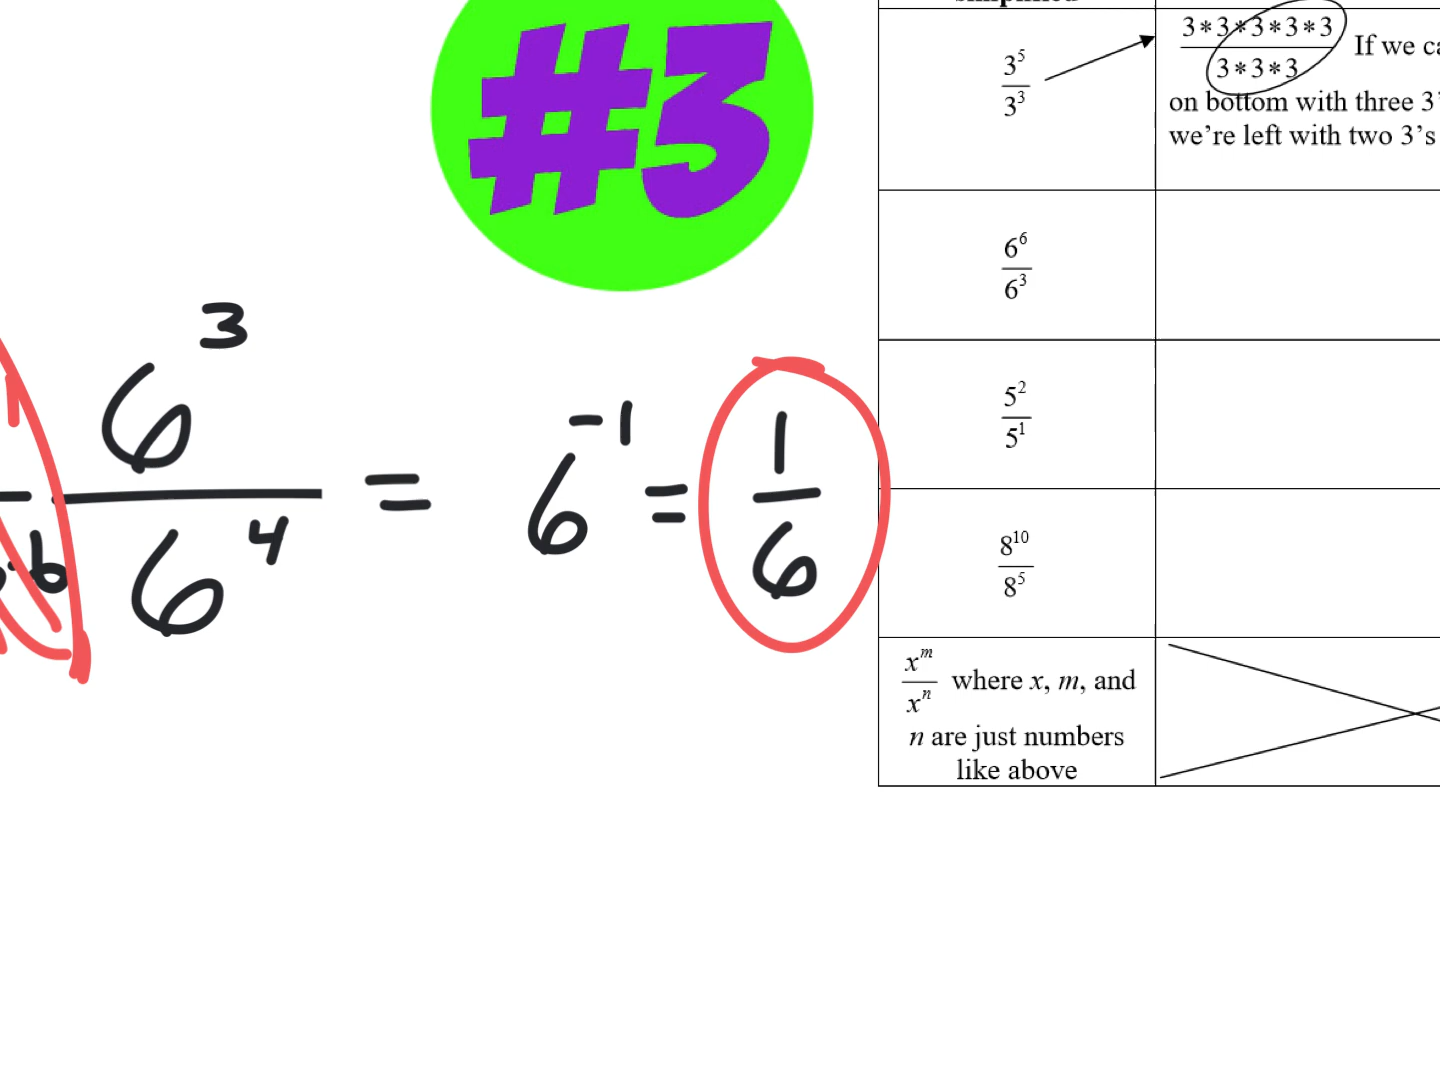 #3
6^3 / 6^4 = 6^-1 = 1/6
3^5 / 3^3
3*3*3*3*3 / 3*3*3 If we
on bottom with three 3'
we're left with two 3's
6^6 / 6^3
5^2 / 5^1
8^10 / 8^5
x^m / x^n where x, m, and
n are just numbers
like above